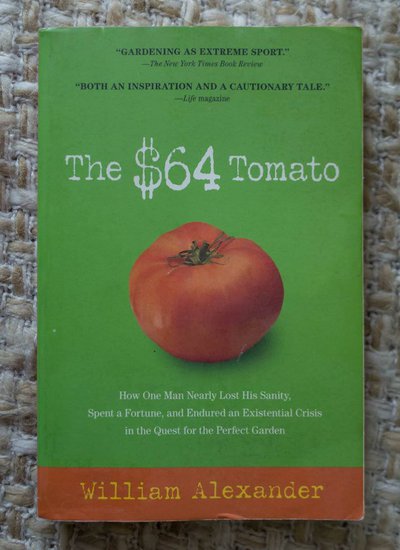 “GARDENING AS EXTREME SPORT.”
—The New York Times Book Review
“BOTH AN INSPIRATION AND A CAUTIONARY TALE.”
—Life magazine
The $64 Tomato
How One Man Nearly Lost His Sanity,
Spent a Fortune, and Endured an Existential Crisis
in the Quest for the Perfect Garden
William Alexander